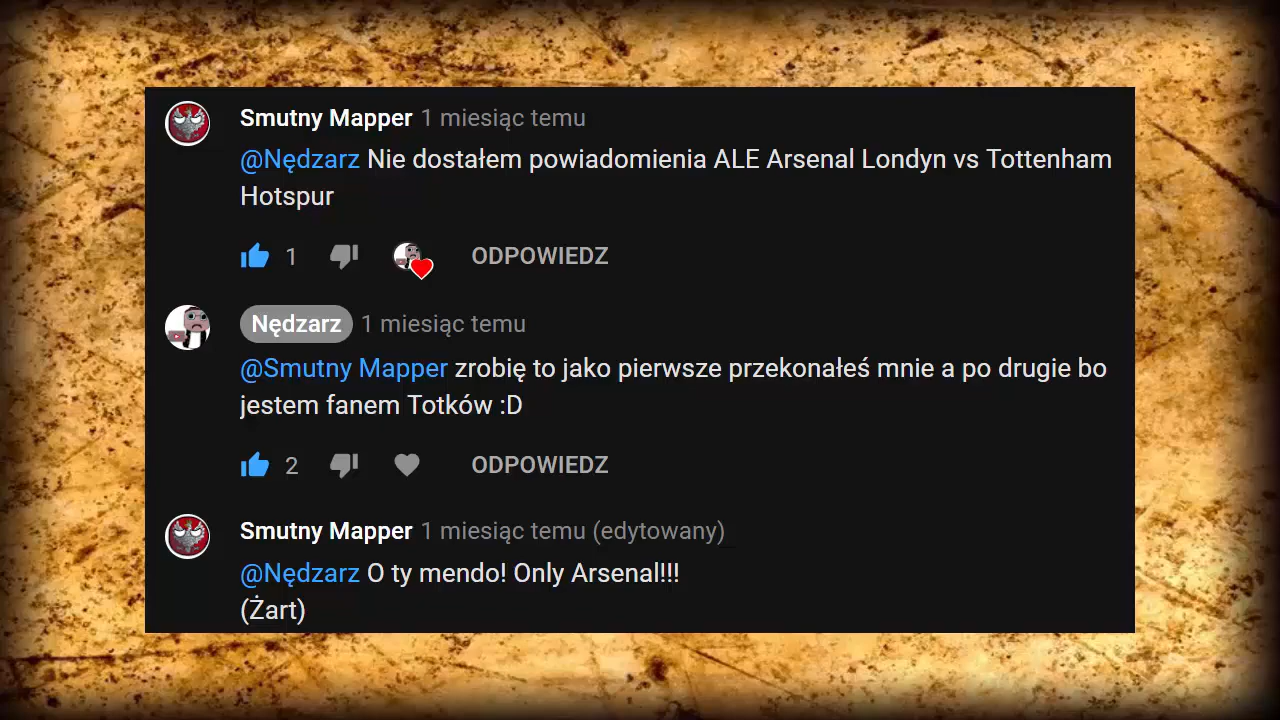 Smutny Mapper 1 miesiąc temu
@Nędzarz Nie dostałem powiadomienia ALE Arsenal Londyn vs Tottenham
Hotspur
1 ODPOWIEDZ
Nędzarz 1 miesiąc temu
@Smutny Mapper zrobię to jako pierwsze przekonałeś mnie a po drugie bo
jestem fanem Totków :D
2 ODPOWIEDZ
Smutny Mapper 1 miesiąc temu (edytowany)
@Nędzarz O ty mendo! Only Arsenal!!!
(Żart)